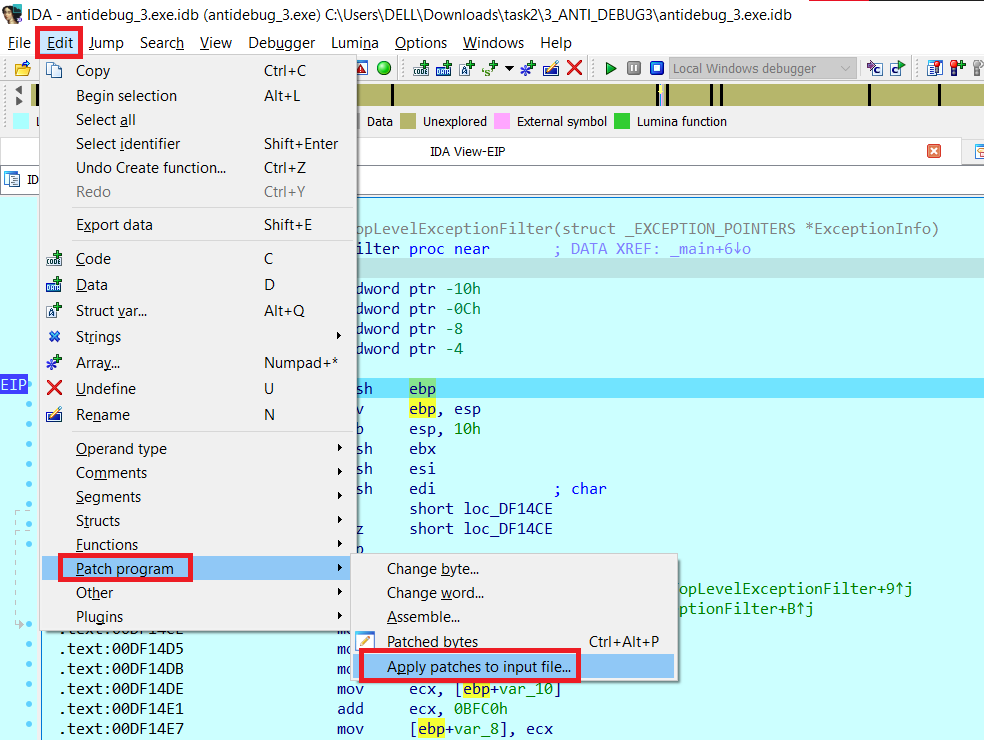 IDA - antidebug_3.exe.idb (antidebug_3.exe) C:\Users\DELL\Downloads\task2\3_ANTI_DEBUG3\antidebug_3.exe.idb
File Edit Jump Search View Debugger Lumina Options Windows Help
Local Windows debugger
Data Unexplored External symbol Lumina function
IDA View-EIP
ID
Copy Ctrl+C
Begin selection Alt+L
Select all
Select identifier Shift+Enter
Undo Create function... Ctrl+Z
Redo Ctrl+Y
Export data Shift+E
Code C
Data D
Struct var... Alt+Q
Strings
Array... Numpad+*
Undefine U
Rename N
Operand type
Comments
Segments
Structs
Functions
Patch program
Other
Plugins
Change byte...
Change word...
Assemble...
Patched bytes Ctrl+Alt+P
Apply patches to input file...
opLevelExceptionFilter(struct _EXCEPTION_POINTERS *ExceptionInfo)
ilter proc near ; DATA XREF: _main+6↓o
dword ptr -10h
dword ptr -0Ch
dword ptr -8
dword ptr -4
EIP
sh ebp
v ebp, esp
b esp, 10h
sh ebx
sh esi
sh edi ; char
short loc_DF14CE
z short loc_DF14CE
opLevelExceptionFilter+9↑j
ptionFilter+B↑j
.text:00DF14CE
.text:00DF14D5
.text:00DF14DB
.text:00DF14DE mov ecx, [ebp+var_10]
.text:00DF14E1 add ecx, 0BFC0h
.text:00DF14E7 mov [ebp+var_8], ecx